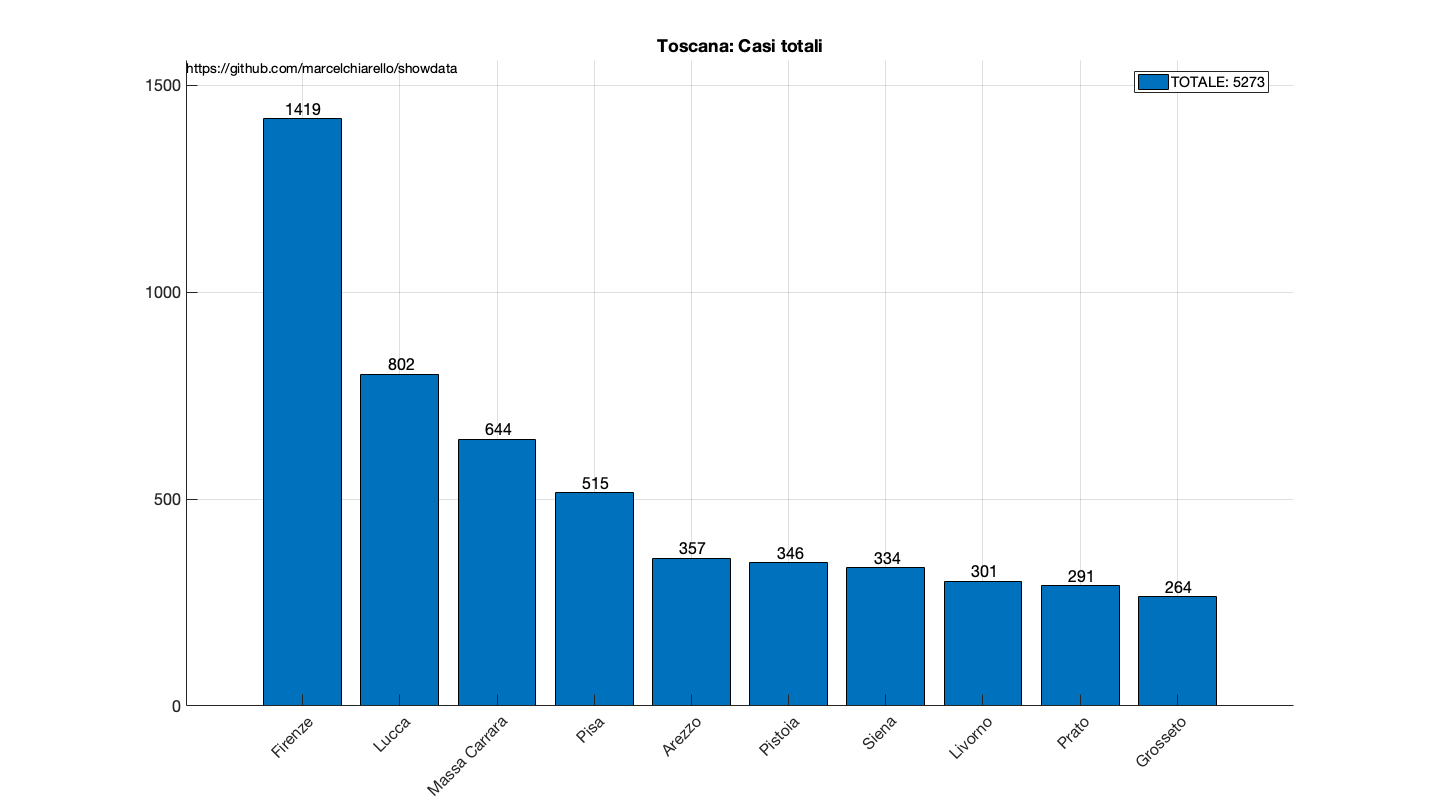 Toscana: Casi totali
https://github.com/marcelchiarello/showdata
TOTALE: 5273
1500
1000
500
0
1419
802
644
515
357
346
334
301
291
264
Firenze
Lucca
Massa Carrara
Pisa
Arezzo
Pistoia
Siena
Livorno
Prato
Grosseto